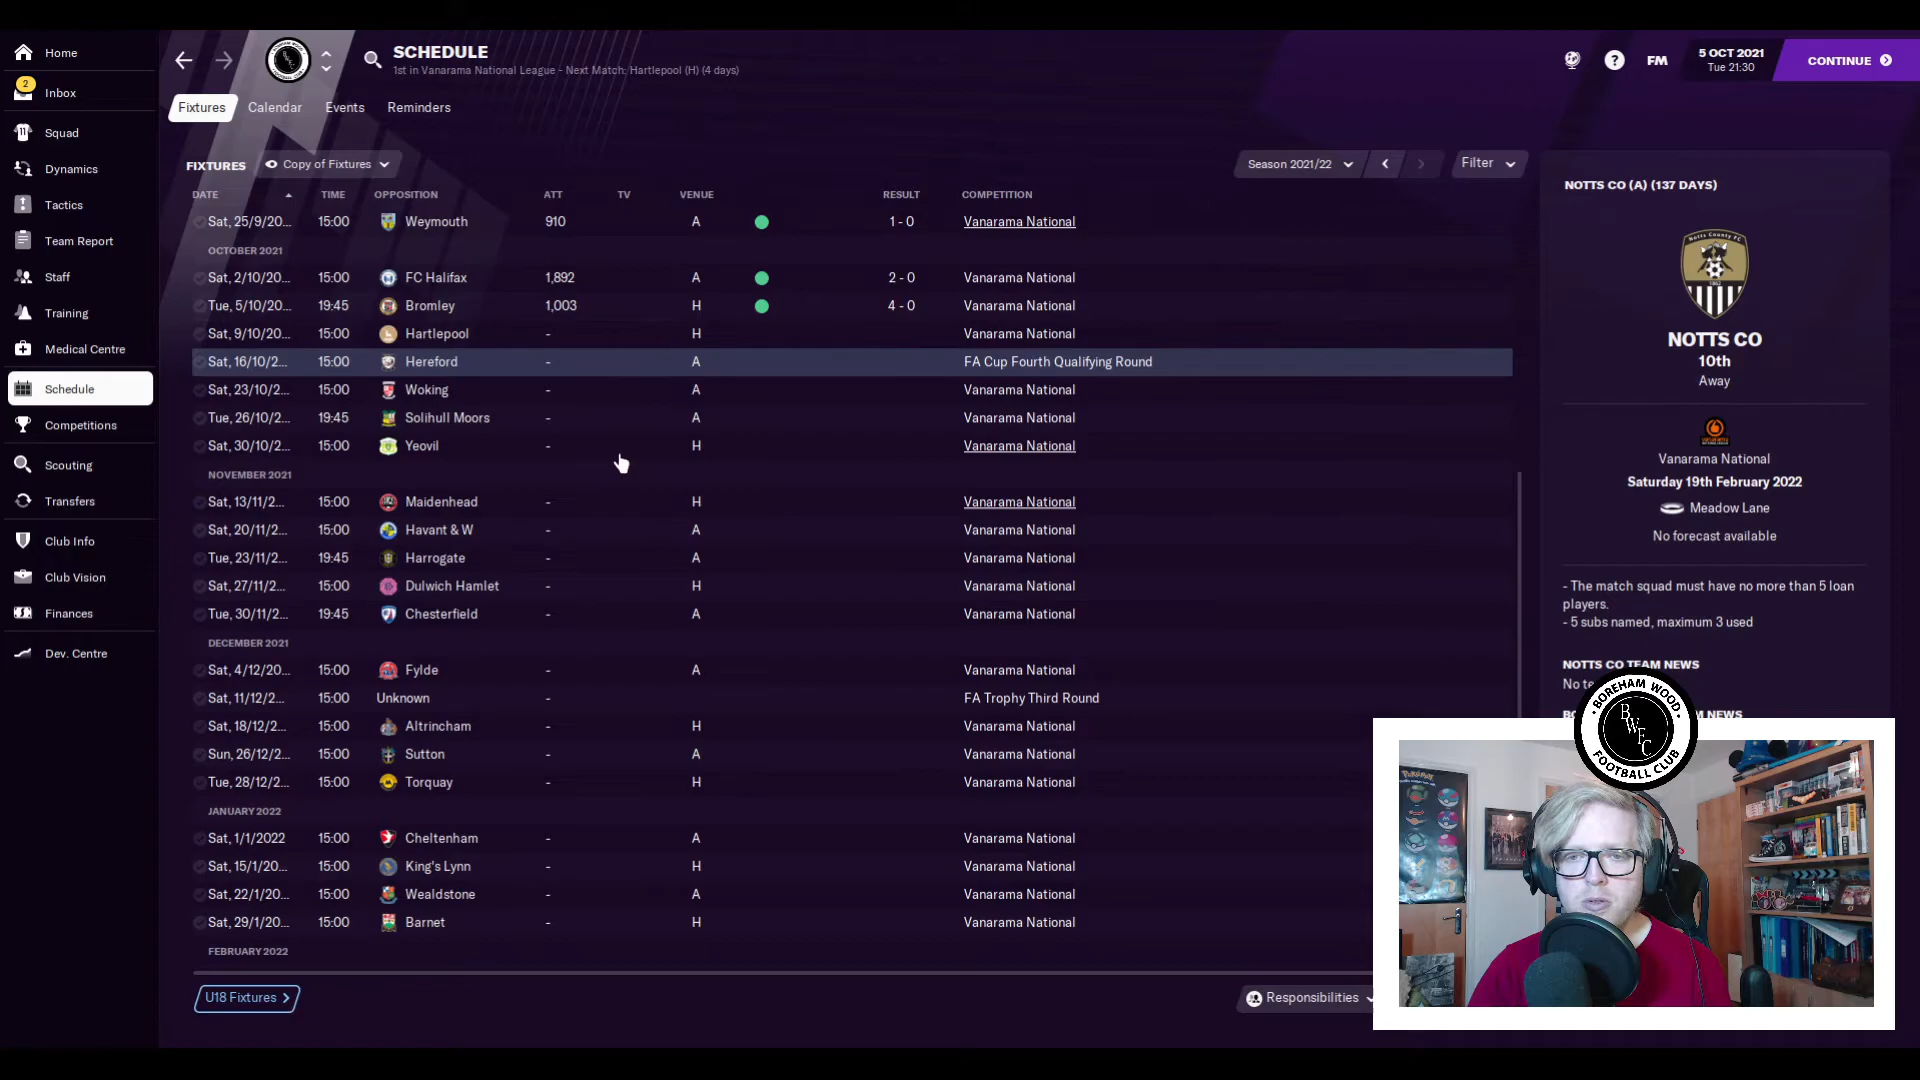 Home
2
Inbox
Squad
Dynamics
Tactics
Team Report
Staff
Training
Medical Centre
Schedule
Competitions
Scouting
Transfers
Club Info
Club Vision
Finances
Dev. Centre
SCHEDULE
1st in Vanarama National League - Next Match: Hartlepool (H) (4 days)
FM
5 OCT 2021
Tue 21:30
CONTINUE
Fixtures Calendar Events Reminders
FIXTURES Copy of Fixtures Season 2021/22 Filter
DATE TIME OPPOSITION ATT TV VENUE RESULT COMPETITION
Sat, 25/9/20... 15:00 Weymouth 910 A 1 - 0 Vanarama National
OCTOBER 2021
Sat, 2/10/20... 15:00 FC Halifax 1,892 A 2 - 0 Vanarama National
Tue, 5/10/20... 19:45 Bromley 1,003 H 4 - 0 Vanarama National
Sat, 9/10/20... 15:00 Hartlepool - H Vanarama National
Sat, 16/10/2... 15:00 Hereford - A FA Cup Fourth Qualifying Round
Sat, 23/10/2... 15:00 Woking - A Vanarama National
Tue, 26/10/2... 19:45 Solihull Moors - A Vanarama National
Sat, 30/10/2... 15:00 Yeovil - H Vanarama National
NOVEMBER 2021
Sat, 13/11/2... 15:00 Maidenhead - H Vanarama National
Sat, 20/11/2... 15:00 Havant & W - A Vanarama National
Tue, 23/11/2... 19:45 Harrogate - A Vanarama National
Sat, 27/11/2... 15:00 Dulwich Hamlet - H Vanarama National
Tue, 30/11/2... 19:45 Chesterfield - A Vanarama National
DECEMBER 2021
Sat, 4/12/20... 15:00 Fylde - A Vanarama National
Sat, 11/12/2... 15:00 Unknown - FA Trophy Third Round
Sat, 18/12/2... 15:00 Altrincham - H Vanarama National
Sun, 26/12/2... 15:00 Sutton - A Vanarama National
Tue, 28/12/2... 15:00 Torquay - H Vanarama National
JANUARY 2022
Sat, 1/1/2022 15:00 Cheltenham - A Vanarama National
Sat, 15/1/20... 15:00 King's Lynn - H Vanarama National
Sat, 22/1/20... 15:00 Wealdstone - A Vanarama National
Sat, 29/1/20... 15:00 Barnet - H Vanarama National
FEBRUARY 2022
U18 Fixtures
Responsibilities
NOTTS CO (A) (137 DAYS)
Notts County FC
1862
NOTTS CO
10th
Away
Vanarama National
Saturday 19th February 2022
Meadow Lane
No forecast available
- The match squad must have no more than 5 loan
players.
- 5 subs named, maximum 3 used
NOTTS CO TEAM NEWS
No te
M NEWS
BOREHAM WOOD
BWFC
FOOTBALL CLUB